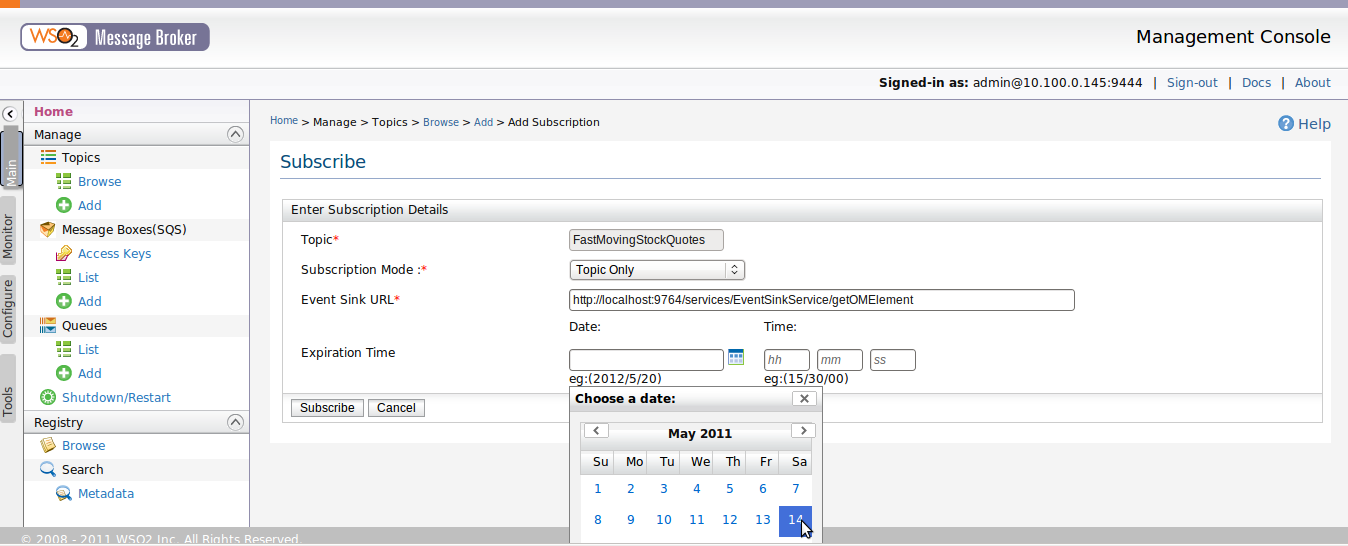 WSO2 Message Broker
Management Console
Signed-in as: admin@10.100.0.145:9444 | Sign-out | Docs | About
Home
Manage
Topics
Browse
Add
Message Boxes(SQS)
Access Keys
List
Add
Queues
List
Add
Shutdown/Restart
Registry
Browse
Search
Metadata
Main
Monitor
Configure
Tools
Home > Manage > Topics > Browse > Add > Add Subscription
Help
Subscribe
Enter Subscription Details
Topic* FastMovingStockQuotes
Subscription Mode :* Topic Only
Event Sink URL* http://localhost:9764/services/EventSinkService/getOMElement
Date: Time:
Expiration Time hh mm ss
eg:(2012/5/20) eg:(15/30/00)
Subscribe Cancel
Choose a date:
May 2011
Su Mo Tu We Th Fr Sa
1 2 3 4 5 6 7
8 9 10 11 12 13 14
© 2008 - 2011 WSO2 Inc. All Rights Reserved.